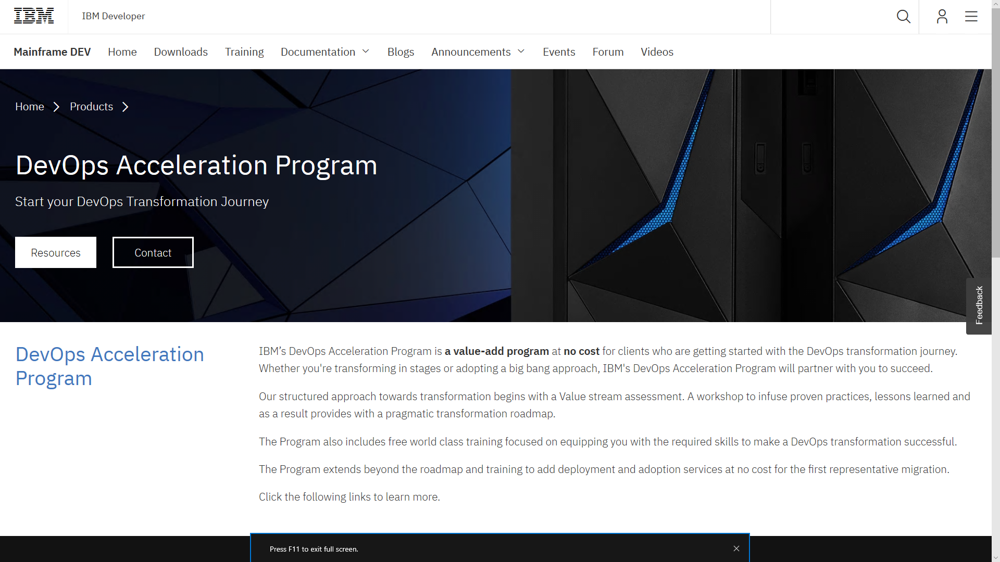 IBM
IBM Developer
Mainframe DEV Home Downloads Training Documentation Blogs Announcements Events Forum Videos
Home Products
DevOps Acceleration Program
Start your DevOps Transformation Journey
Resources Contact
Feedback
DevOps Acceleration
Program
IBM’s DevOps Acceleration Program is a value-add program at no cost for clients who are getting started with the DevOps transformation journey.
Whether you're transforming in stages or adopting a big bang approach, IBM's DevOps Acceleration Program will partner with you to succeed.
Our structured approach towards transformation begins with a Value stream assessment. A workshop to infuse proven practices, lessons learned and
as a result provides with a pragmatic transformation roadmap.
The Program also includes free world class training focused on equipping you with the required skills to make a DevOps transformation successful.
The Program extends beyond the roadmap and training to add deployment and adoption services at no cost for the first representative migration.
Click the following links to learn more.
Press F11 to exit full screen.